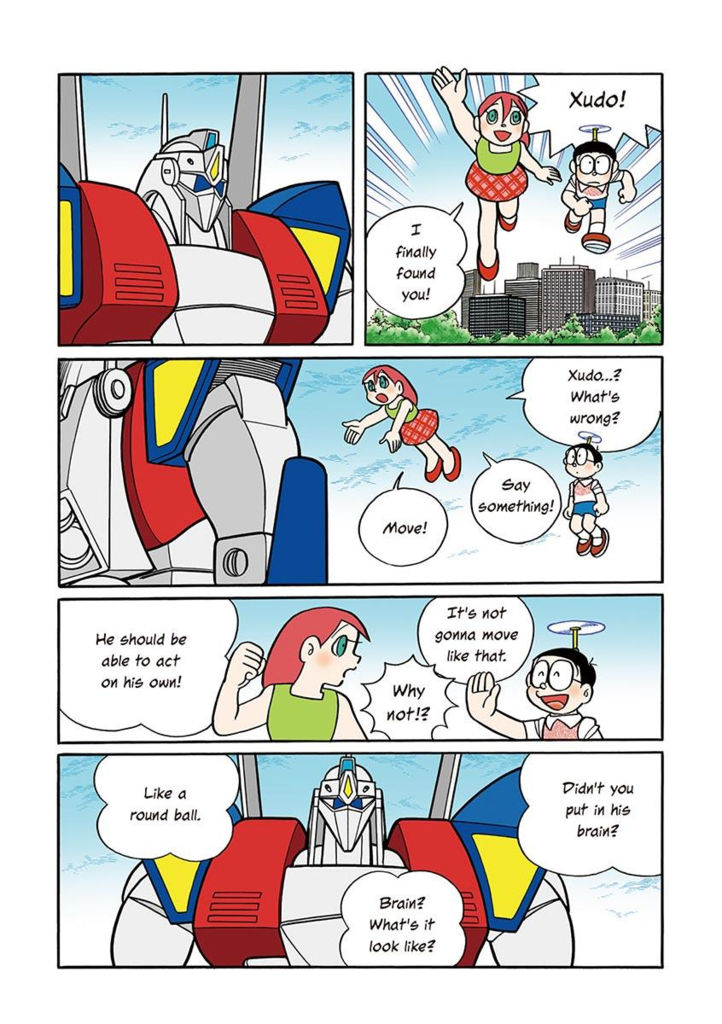 Xudo!
I
finally
found
you!
Xudo...?
What's
wrong?
Say
something!
Move!
It's not
gonna move
like that.
Why
not!?
He should be
able to act
on his own!
Didn't you
put in his
brain?
Brain?
What's it
look like?
Like a
round ball.